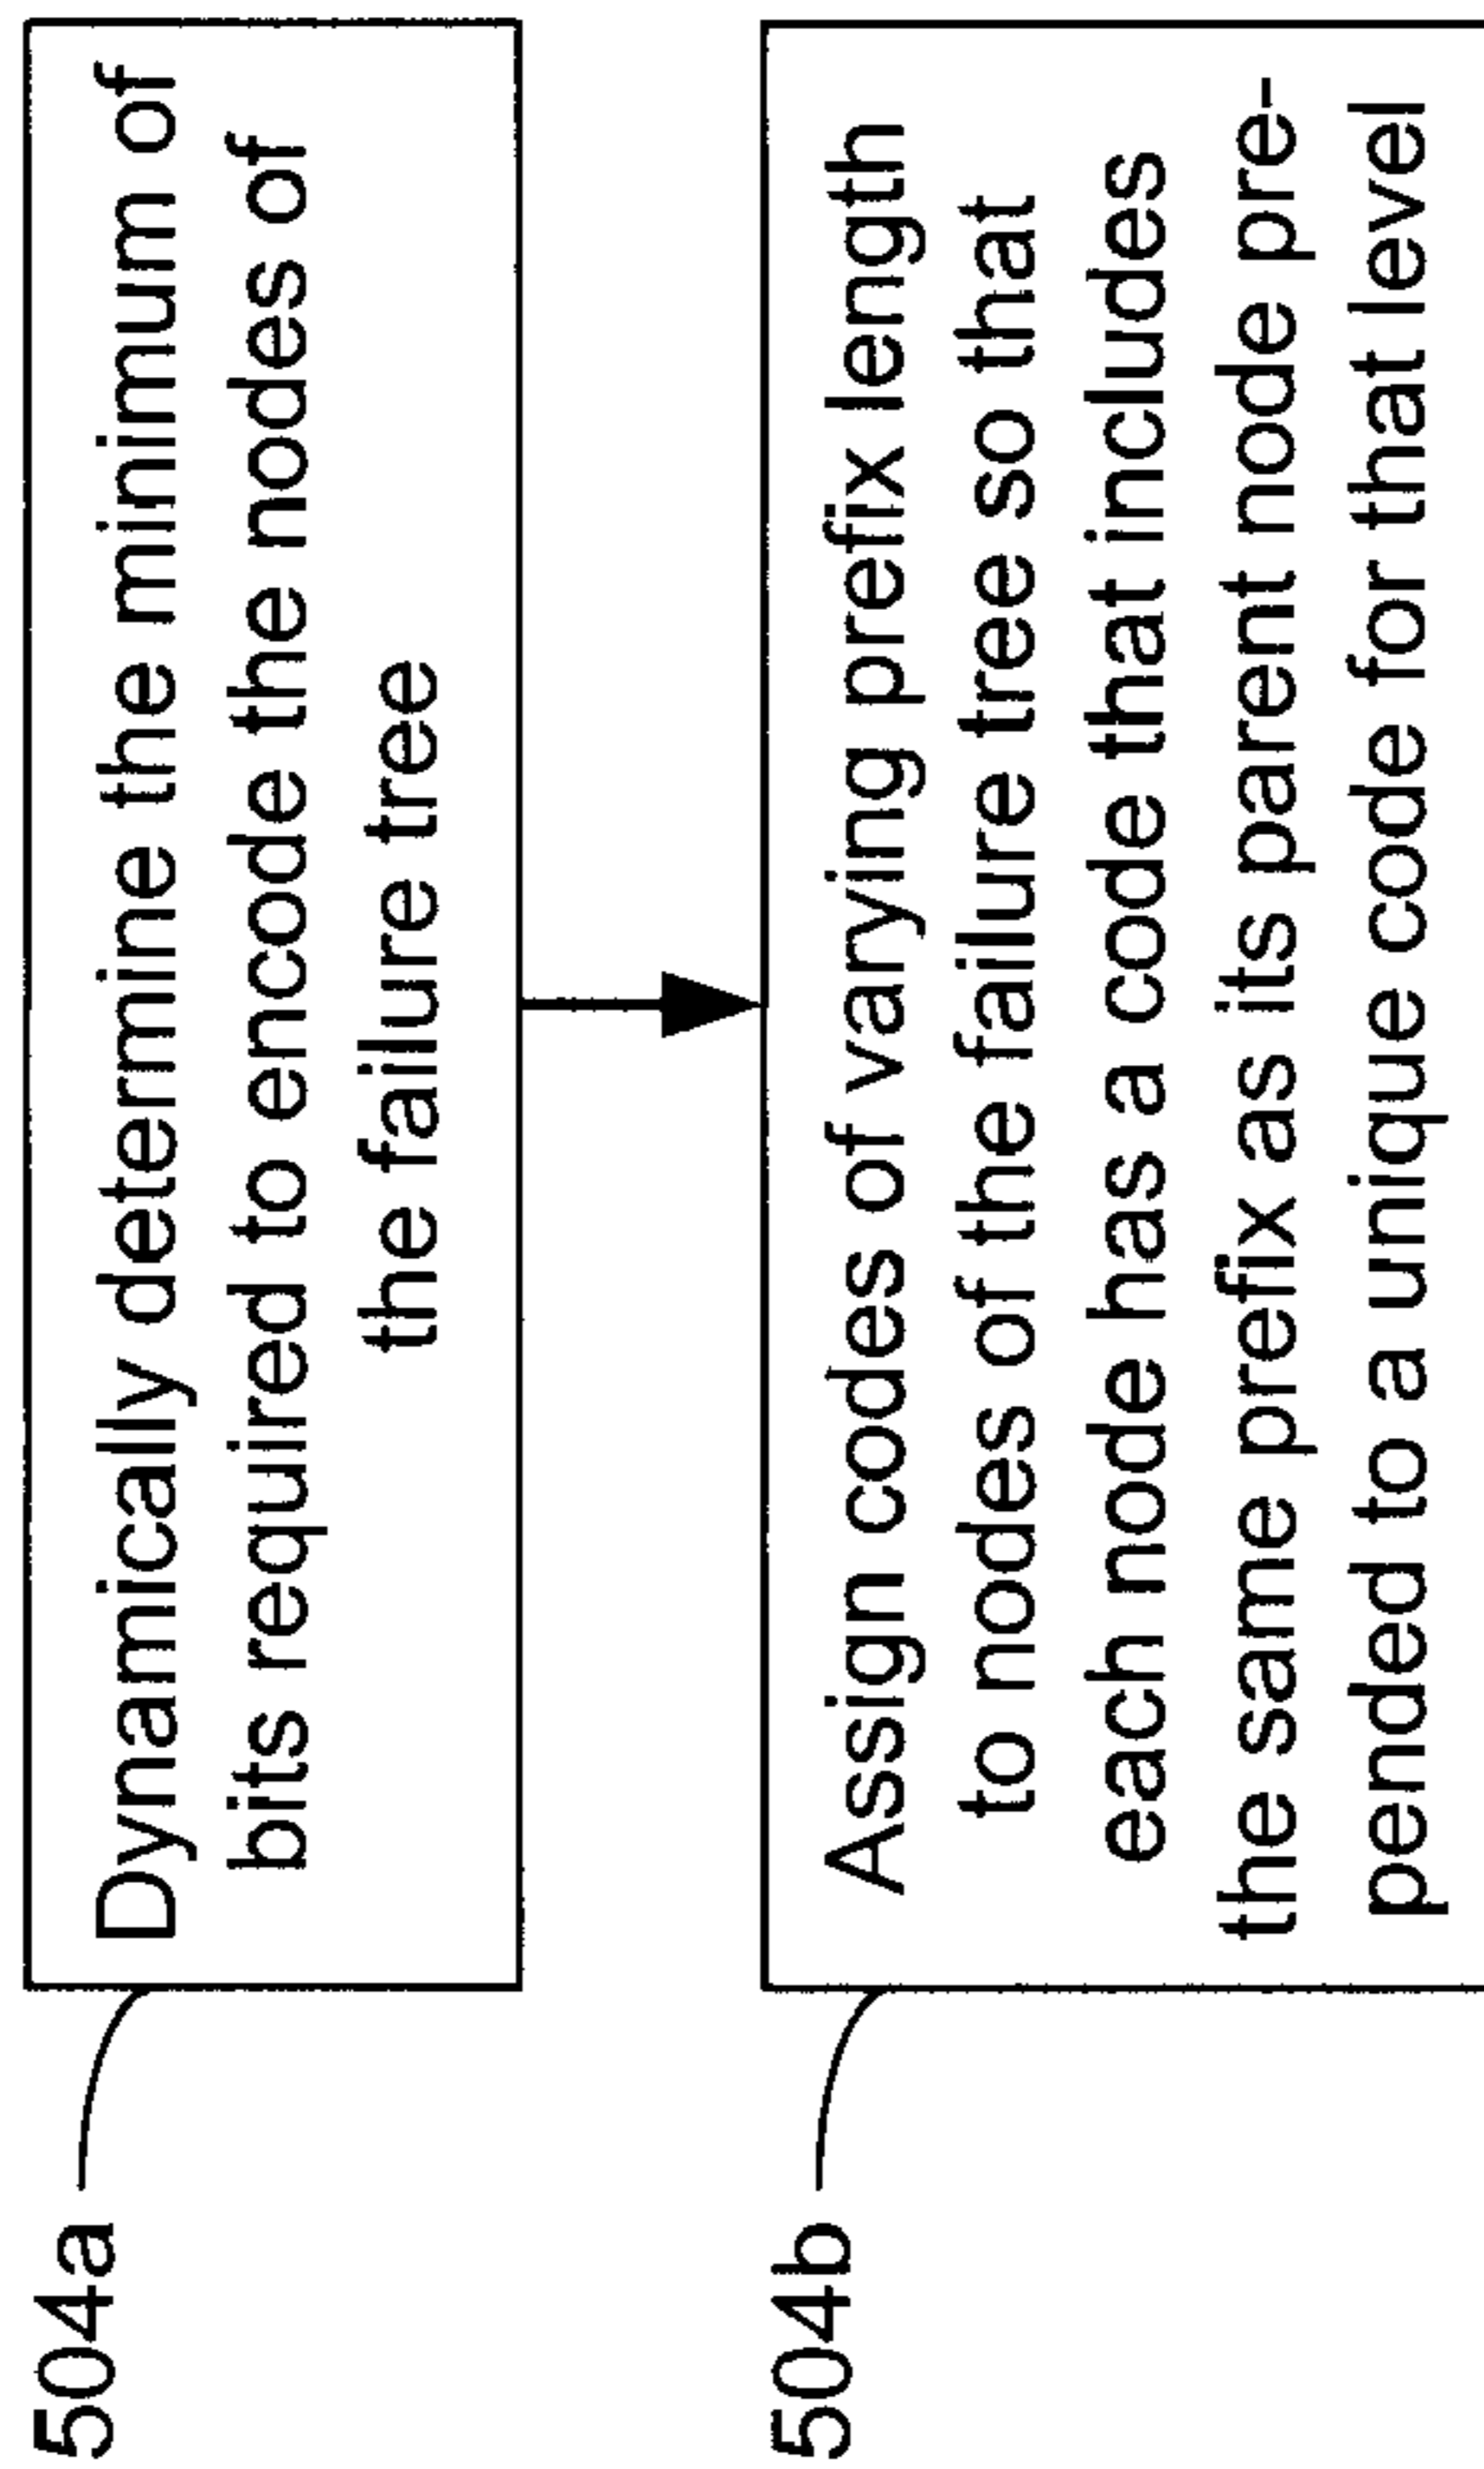 504a
Dynamically determine the minimum of
bits required to encode the nodes of
the failure tree
504b
Assign codes of varying prefix length
to nodes of the failure tree so that
each node has a code that includes
the same prefix as its parent node pre-
pended to a unique code for that level